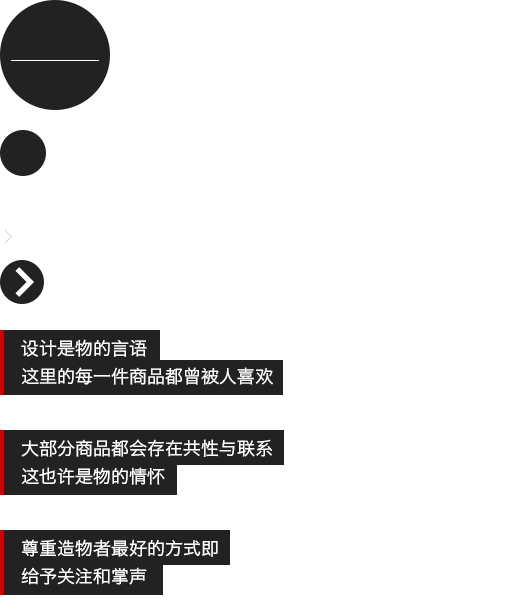 设计是物的言语
这里的每一件商品都曾被人喜欢
大部分商品都会存在共性与联系
这也许是物的情怀
尊重造物者最好的方式即
给予关注和掌声